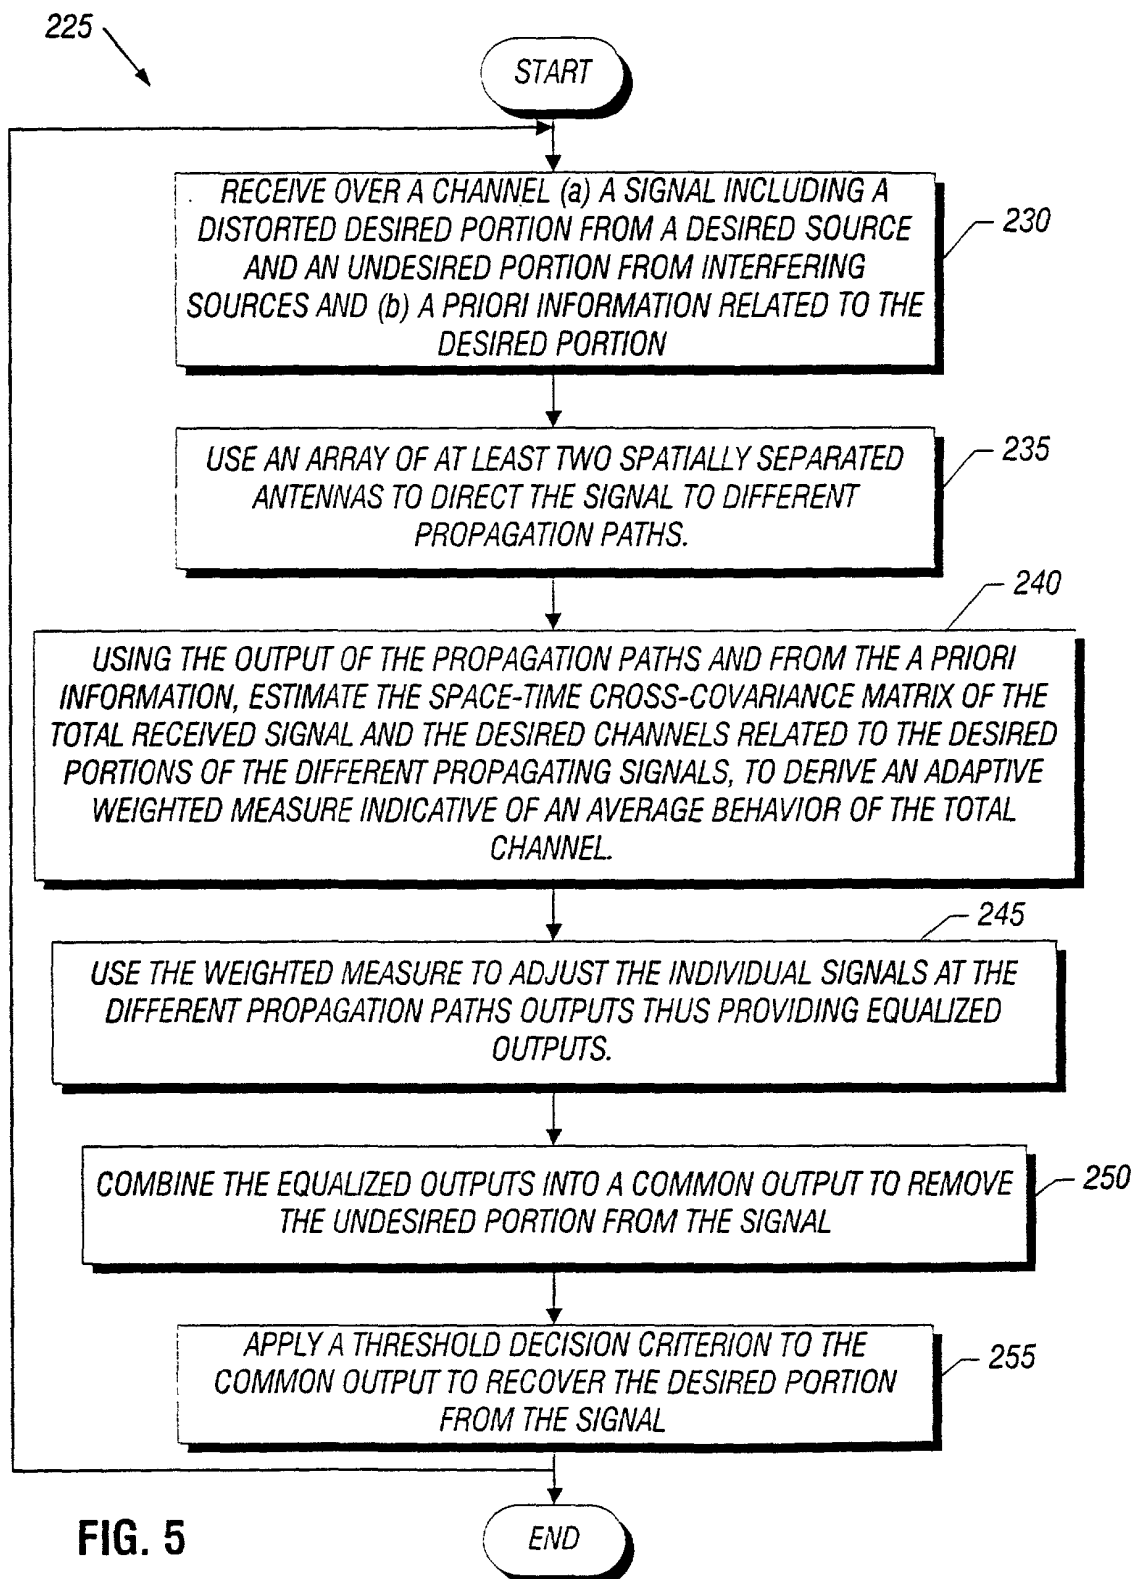 225
START
RECEIVE OVER A CHANNEL (a) A SIGNAL INCLUDING A
DISTORTED DESIRED PORTION FROM A DESIRED SOURCE
AND AN UNDESIRED PORTION FROM INTERFERING
SOURCES AND (b) A PRIORI INFORMATION RELATED TO THE
DESIRED PORTION
230
USE AN ARRAY OF AT LEAST TWO SPATIALLY SEPARATED
ANTENNAS TO DIRECT THE SIGNAL TO DIFFERENT
PROPAGATION PATHS.
235
240
USING THE OUTPUT OF THE PROPAGATION PATHS AND FROM THE A PRIORI
INFORMATION, ESTIMATE THE SPACE-TIME CROSS-COVARIANCE MATRIX OF THE
TOTAL RECEIVED SIGNAL AND THE DESIRED CHANNELS RELATED TO THE DESIRED
PORTIONS OF THE DIFFERENT PROPAGATING SIGNALS, TO DERIVE AN ADAPTIVE
WEIGHTED MEASURE INDICATIVE OF AN AVERAGE BEHAVIOR OF THE TOTAL
CHANNEL.
245
USE THE WEIGHTED MEASURE TO ADJUST THE INDIVIDUAL SIGNALS AT THE
DIFFERENT PROPAGATION PATHS OUTPUTS THUS PROVIDING EQUALIZED
OUTPUTS.
COMBINE THE EQUALIZED OUTPUTS INTO A COMMON OUTPUT TO REMOVE
THE UNDESIRED PORTION FROM THE SIGNAL
250
APPLY A THRESHOLD DECISION CRITERION TO THE
COMMON OUTPUT TO RECOVER THE DESIRED PORTION
FROM THE SIGNAL
255
FIG. 5
END